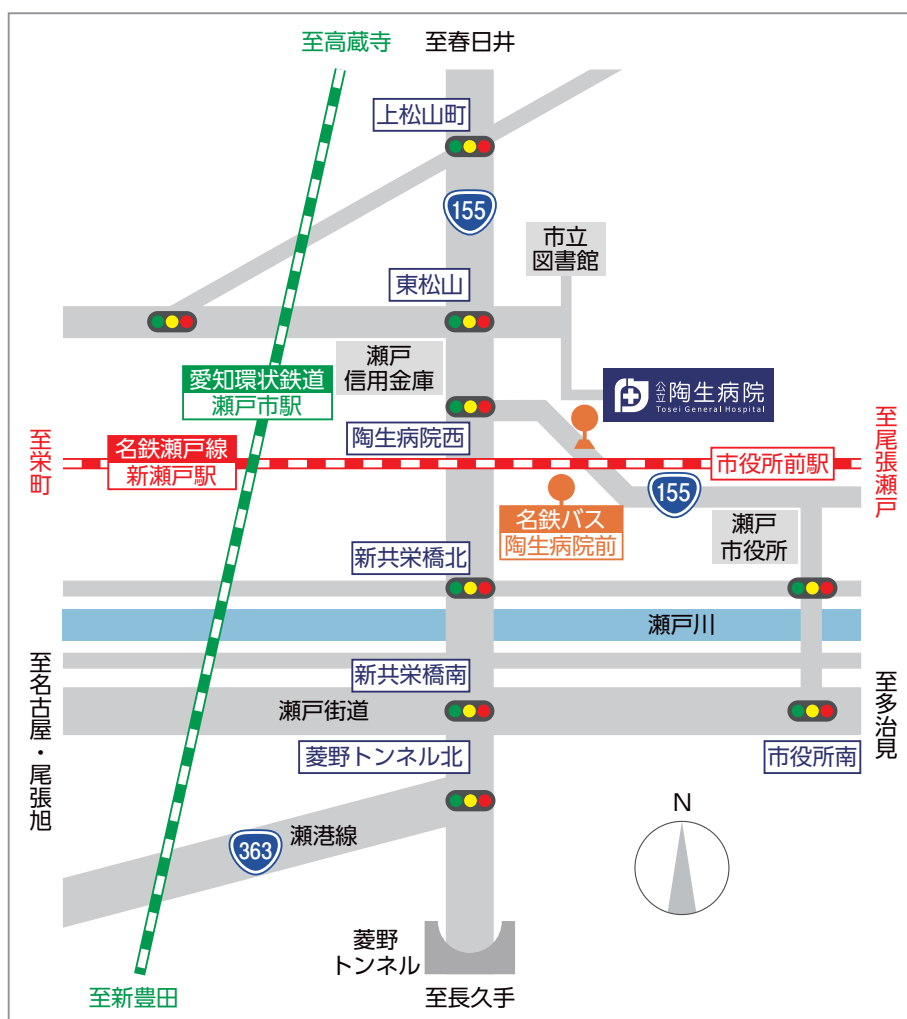 至高蔵寺
至春日井
上松山町
155
市立
図書館
東松山
瀬戸
信用金庫
愛知環状鉄道
瀬戸市駅
公立
陶生病院
Tosei General Hospital
陶生病院西
至栄町
名鉄瀬戸線
新瀬戸駅
市役所前駅
至尾張瀬戸
155
名鉄バス
陶生病院前
瀬戸
市役所
新共栄橋北
瀬戸川
至名古屋・尾張旭
新共栄橋南
瀬戸街道
至多治見
菱野トンネル北
市役所南
363
瀬港線
N
菱野
トンネル
至新豊田
至長久手